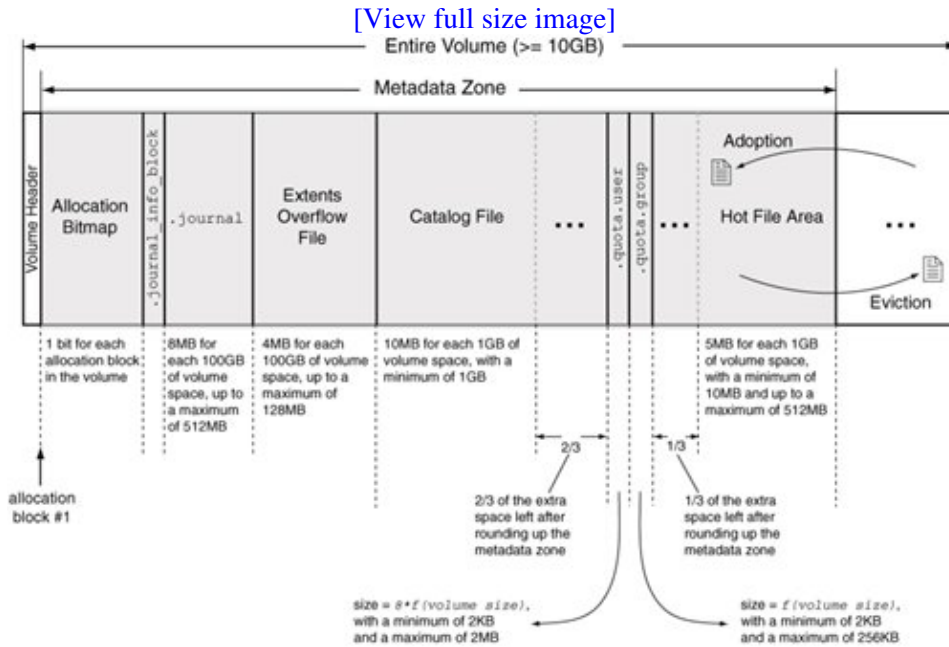 [View full size image]
Entire Volume (>= 10GB)
Metadata Zone
Volume Header
Allocation
Bitmap
.journal_info_block
.journal
Extents
Overflow
File
Catalog File
...
.quota.user
.quota.group
...
Adoption
Hot File Area
Eviction
...
1 bit for each
allocation block
in the volume
8MB for
each 100GB
of volume
space, up to
a maximum
of 512MB
4MB for each
100GB of volume
space, up to a
maximum of
128MB
10MB for each 1GB of
volume space, with a
minimum of 1GB
5MB for each 1GB
of volume space,
with a minimum of
10MB and up to a
maximum of 512MB
2/3
1/3
allocation
block #1
2/3 of the extra
space left after
rounding up the
metadata zone
1/3 of the extra
space left after
rounding up the
metadata zone
size = 8*f(volume size),
with a minimum of 2KB
and a maximum of 2MB
size = f(volume size),
with a minimum of 2KB
and a maximum of 256KB